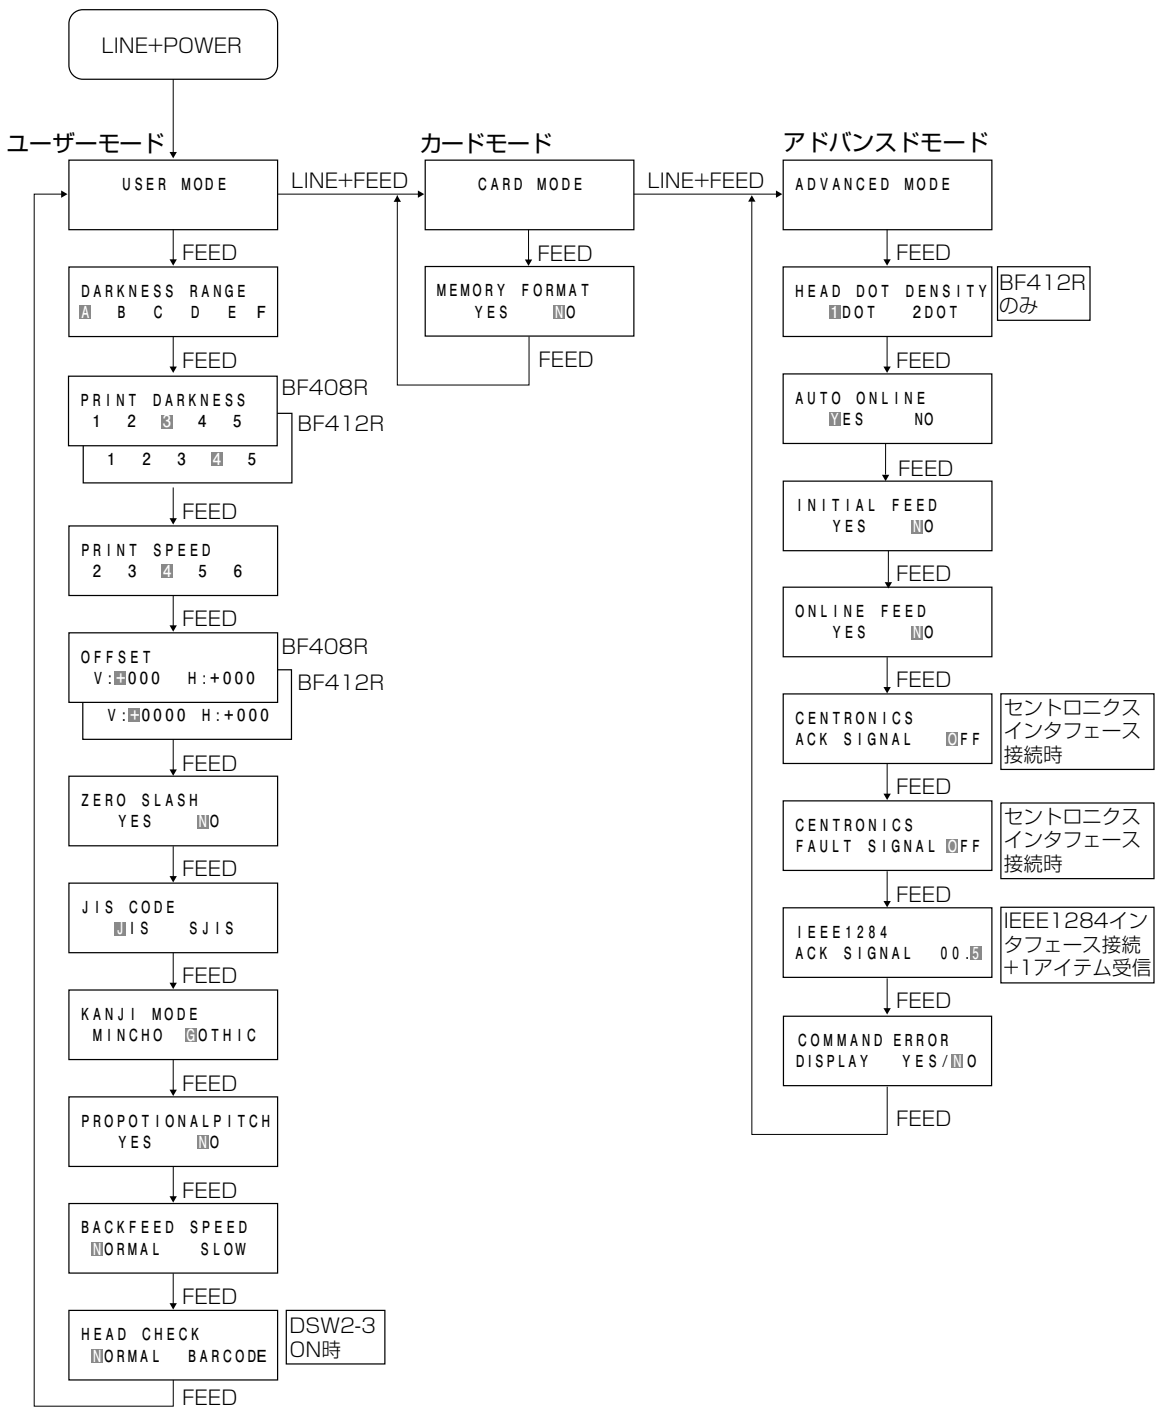 LINE+POWER
ユーザーモード
USER MODE
FEED
DARKNESS RANGE
A B C D E F
FEED
PRINT DARKNESS
1 2 3 4 5
BF408R
1 2 3 4 5
BF412R
FEED
PRINT SPEED
2 3 4 5 6
FEED
OFFSET
V:+000 H:+000
BF408R
V:+0000 H:+000
BF412R
FEED
ZERO SLASH
YES NO
FEED
JIS CODE
JIS SJIS
FEED
KANJI MODE
MINCHO GOTHIC
FEED
PROPOTIONALPITCH
YES NO
FEED
BACKFEED SPEED
NORMAL SLOW
FEED
HEAD CHECK
NORMAL BARCODE
DSW2-3
ON時
FEED
LINE+FEED
カードモード
CARD MODE
FEED
MEMORY FORMAT
YES NO
FEED
LINE+FEED
アドバンスドモード
ADVANCED MODE
FEED
HEAD DOT DENSITY
1DOT 2DOT
BF412R
のみ
FEED
AUTO ONLINE
YES NO
FEED
INITIAL FEED
YES NO
FEED
ONLINE FEED
YES NO
FEED
CENTRONICS
ACK SIGNAL OFF
セントロニクス
インタフェース
接続時
FEED
CENTRONICS
FAULT SIGNAL OFF
セントロニクス
インタフェース
接続時
FEED
IEEE1284
ACK SIGNAL 00.5
IEEE1284イン
タフェース接続
+1アイテム受信
FEED
COMMAND ERROR
DISPLAY YES/NO
FEED